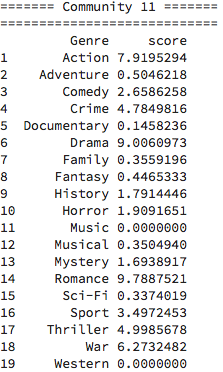 ======= Community 11 =======
============================
Genre score
1 Action 7.9195294
2 Adventure 0.5046218
3 Comedy 2.6586258
4 Crime 4.7849816
5 Documentary 0.1458236
6 Drama 9.0060973
7 Family 0.3559196
8 Fantasy 0.4465333
9 History 1.7914446
10 Horror 1.9091651
11 Music 0.0000000
12 Musical 0.3504940
13 Mystery 1.6938917
14 Romance 9.7887521
15 Sci-Fi 0.3374019
16 Sport 3.4972453
17 Thriller 4.9985678
18 War 6.2732482
19 Western 0.0000000